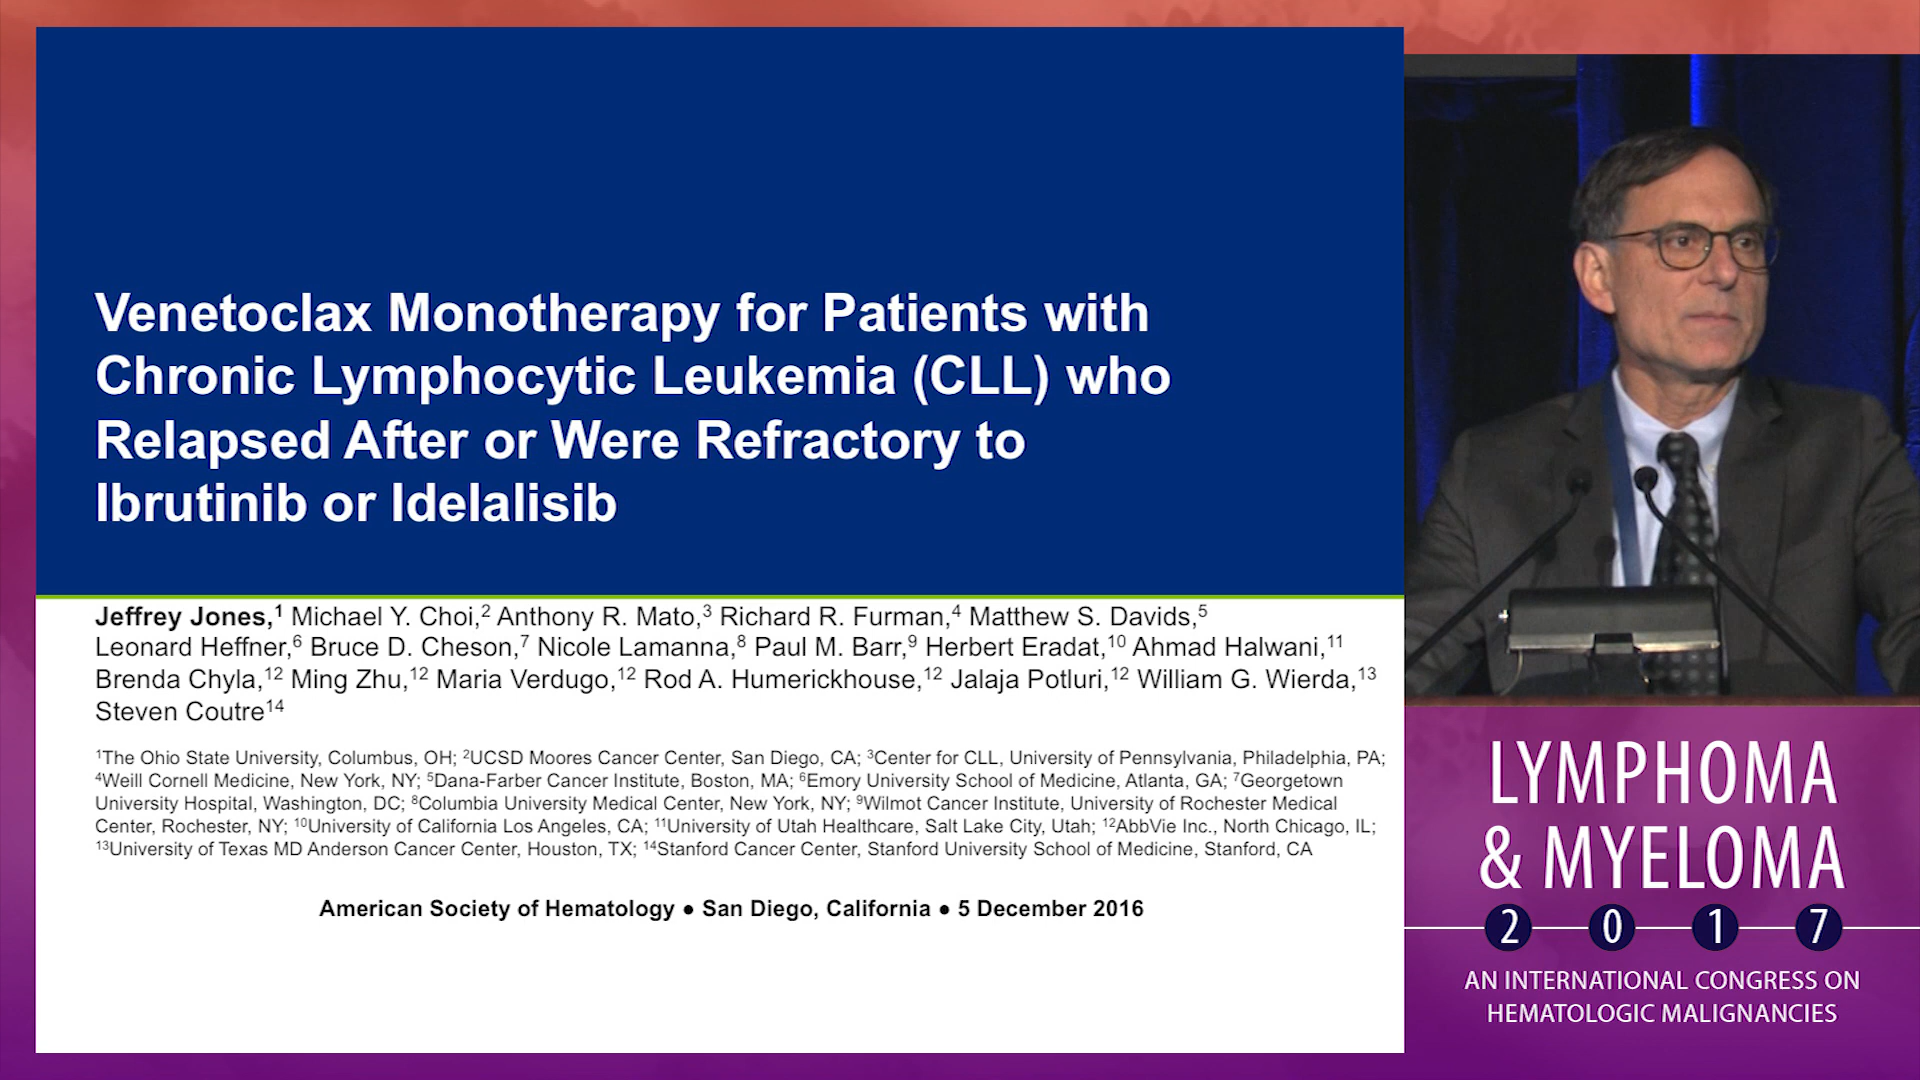 Venetoclax Monotherapy for Patients with
Chronic Lymphocytic Leukemia (CLL) who
Relapsed After or Were Refractory to
Ibrutinib or Idelalisib
Jeffrey Jones,¹ Michael Y. Choi,² Anthony R. Mato,³ Richard R. Furman,⁴ Matthew S. Davids,⁵
Leonard Heffner,⁶ Bruce D. Cheson,⁷ Nicole Lamanna,⁸ Paul M. Barr,⁹ Herbert Eradat,¹⁰ Ahmad Halwani,¹¹
Brenda Chyla,¹² Ming Zhu,¹² Maria Verdugo,¹² Rod A. Humerickhouse,¹² Jalaja Potluri,¹² William G. Wierda,¹³
Steven Coutre¹⁴
¹The Ohio State University, Columbus, OH; ²UCSD Moores Cancer Center, San Diego, CA; ³Center for CLL, University of Pennsylvania, Philadelphia, PA;
⁴Weill Cornell Medicine, New York, NY; ⁵Dana-Farber Cancer Institute, Boston, MA; ⁶Emory University School of Medicine, Atlanta, GA; ⁷Georgetown
University Hospital, Washington, DC; ⁸Columbia University Medical Center, New York, NY; ⁹Wilmot Cancer Institute, University of Rochester Medical
Center, Rochester, NY; ¹⁰University of California Los Angeles, CA; ¹¹University of Utah Healthcare, Salt Lake City, Utah; ¹²AbbVie Inc., North Chicago, IL;
¹³University of Texas MD Anderson Cancer Center, Houston, TX; ¹⁴Stanford Cancer Center, Stanford University School of Medicine, Stanford, CA
American Society of Hematology ● San Diego, California ● 5 December 2016
LYMPHOMA
& MYELOMA
2 0 1 7
AN INTERNATIONAL CONGRESS ON
HEMATOLOGIC MALIGNANCIES